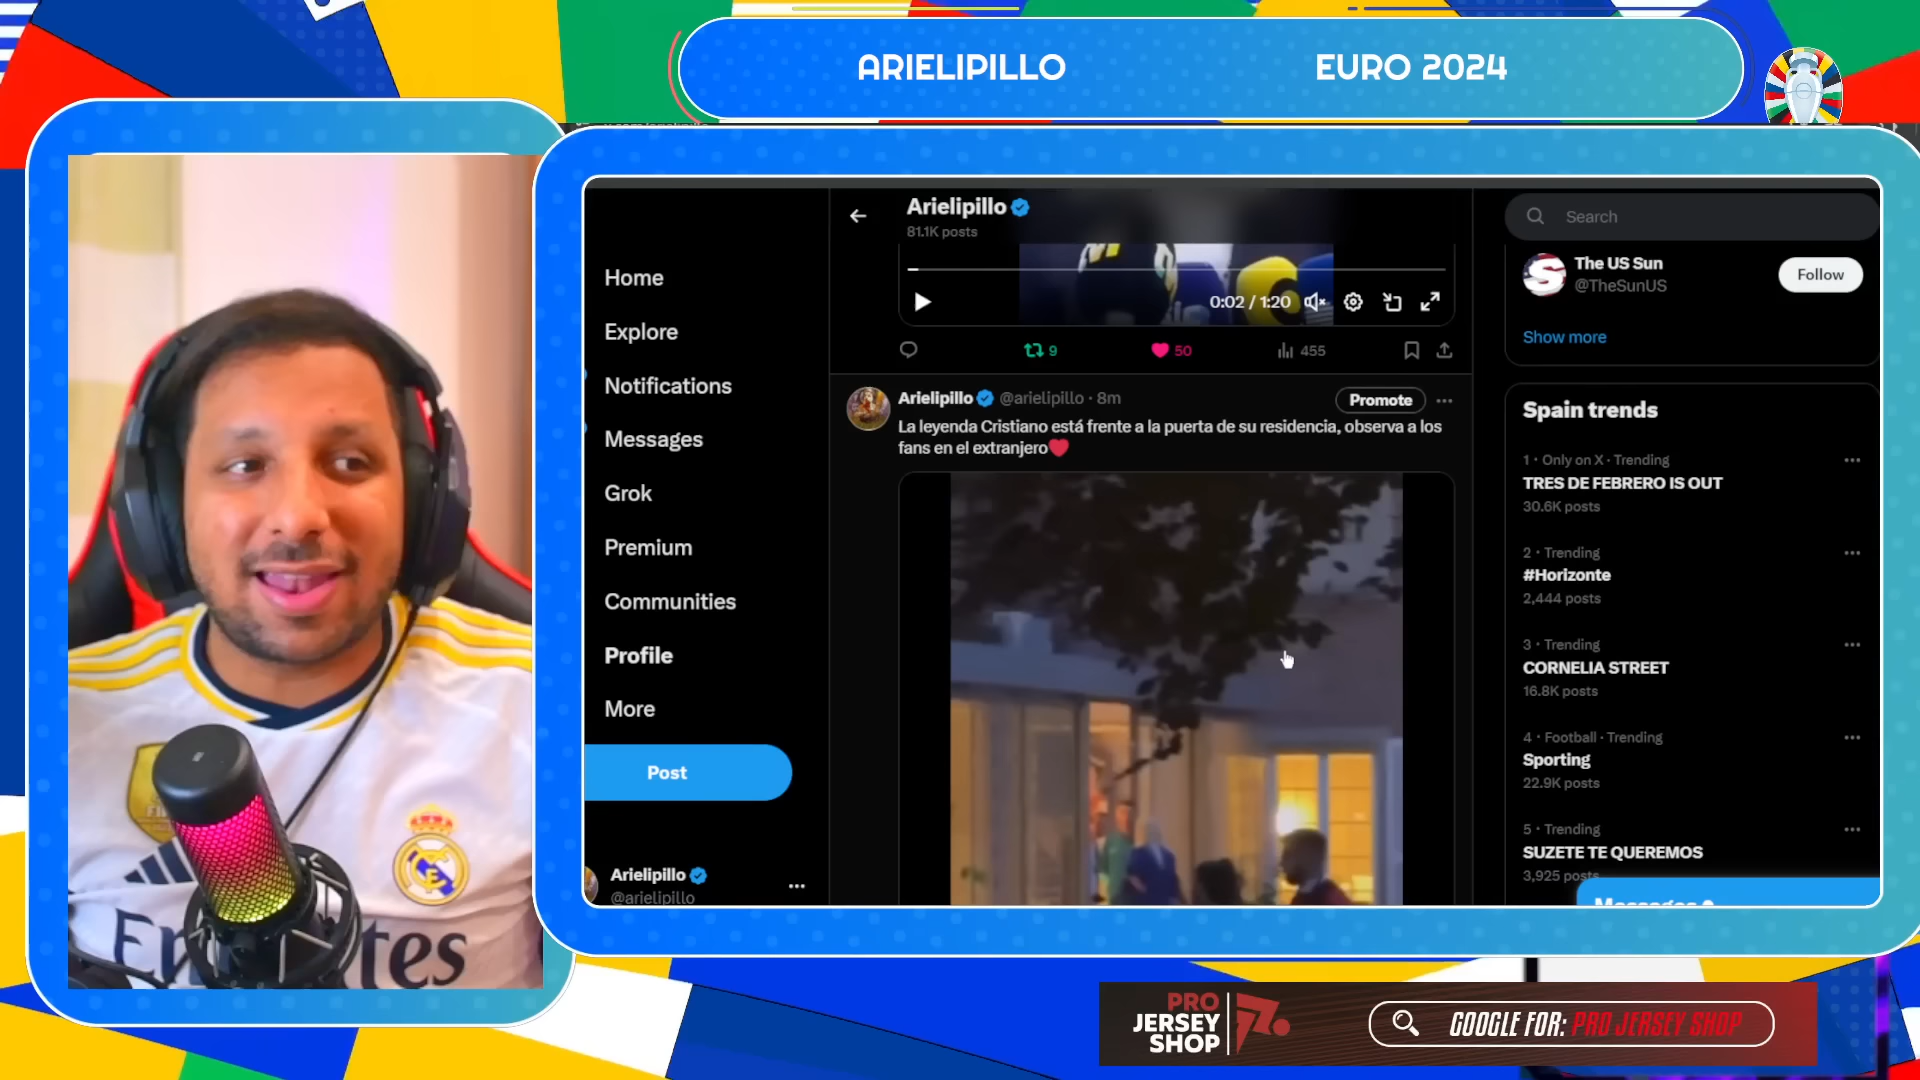 ARIELIPILLO
EURO 2024
Arielipillo
81.1K posts
0:02 / 1:20
9
50
455
Home
Explore
Notifications
Messages
Grok
Premium
Communities
Profile
More
Post
Arielipillo
@arielipillo
Arielipillo @arielipillo · 8m
Promote
La leyenda Cristiano está frente a la puerta de su residencia, observa a los
fans en el extranjero❤️
Search
The US Sun
@TheSunUS
Follow
Show more
Spain trends
1 · Only on X · Trending
TRES DE FEBRERO IS OUT
30.6K posts
2 · Trending
#Horizonte
2,444 posts
3 · Trending
CORNELIA STREET
16.8K posts
4 · Football · Trending
Sporting
22.9K posts
5 · Trending
SUZETE TE QUEREMOS
3,925 posts
Messages
PRO
JERSEY
SHOP
GOOGLE FOR: PRO JERSEY SHOP